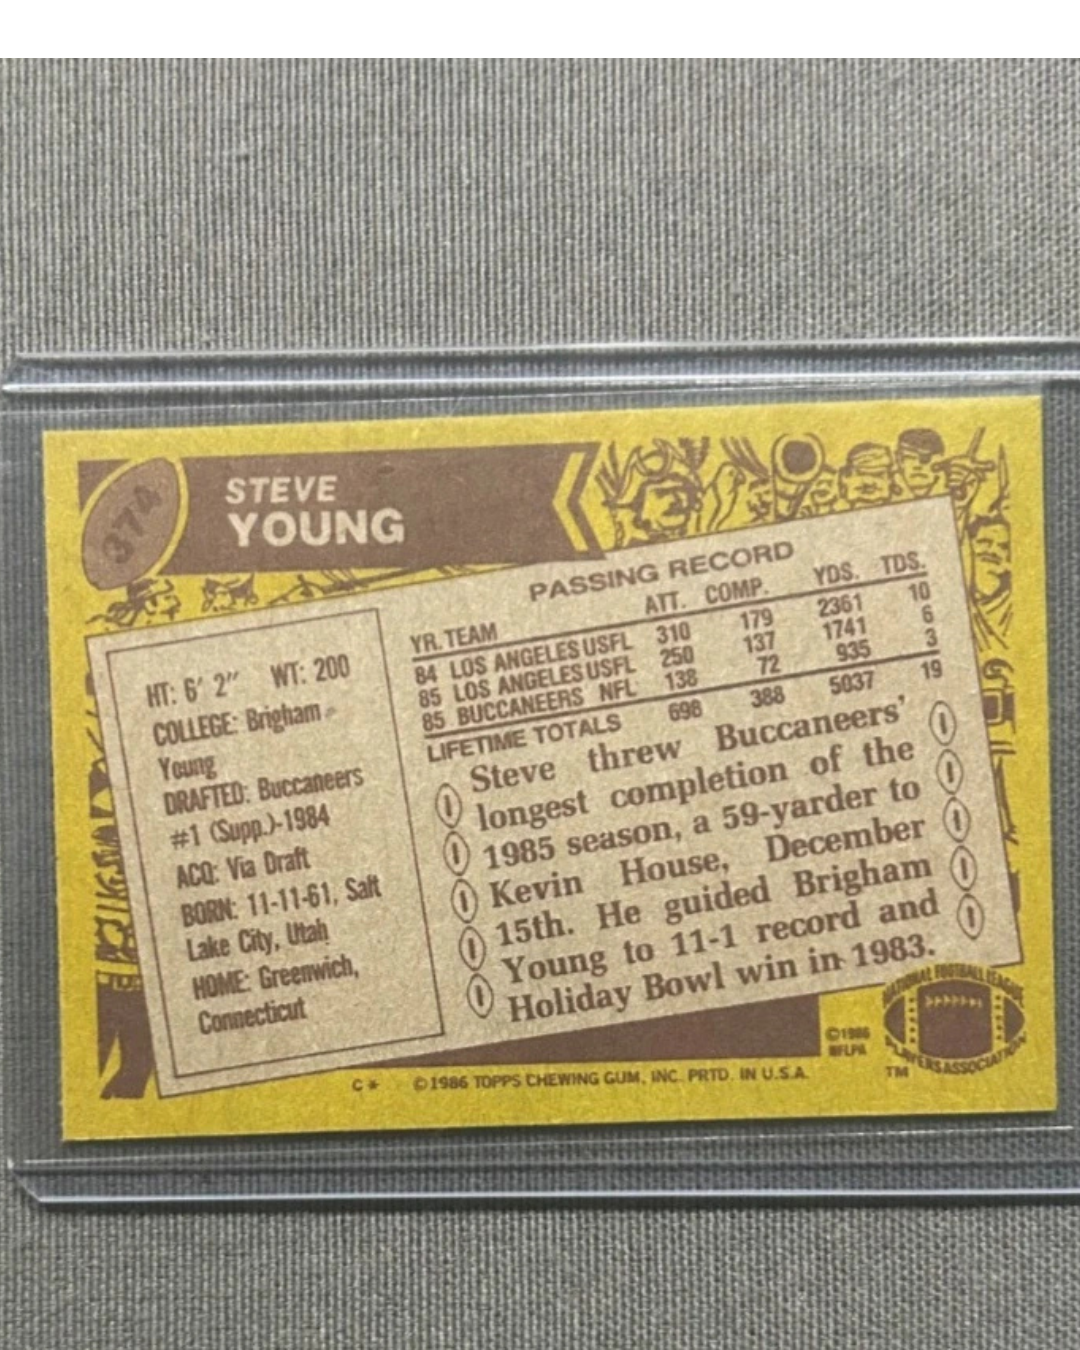 374
STEVE
YOUNG
PASSING RECORD
YR. TEAM ATT. COMP. YDS. TDS.
84 LOS ANGELES USFL 310 179 2361 10
85 LOS ANGELES USFL 250 137 1741 6
85 BUCCANEERS NFL 138 72 935 3
LIFETIME TOTALS 698 388 5037 19
HT: 6' 2" WT: 200
COLLEGE: Brigham
Young
DRAFTED: Buccaneers
#1 (Supp.)-1984
ACQ: Via Draft
BORN: 11-11-61, Salt
Lake City, Utah
HOME: Greenwich,
Connecticut
Steve threw Buccaneers'
longest completion of the
1985 season, a 59-yarder to
Kevin House, December
15th. He guided Brigham
Young to 11-1 record and
Holiday Bowl win in 1983.
©1986
NFLPA
NATIONAL FOOTBALL LEAGUE
PLAYERS ASSOCIATION
TM
C* ©1986 TOPPS CHEWING GUM, INC. PRTD. IN U.S.A.